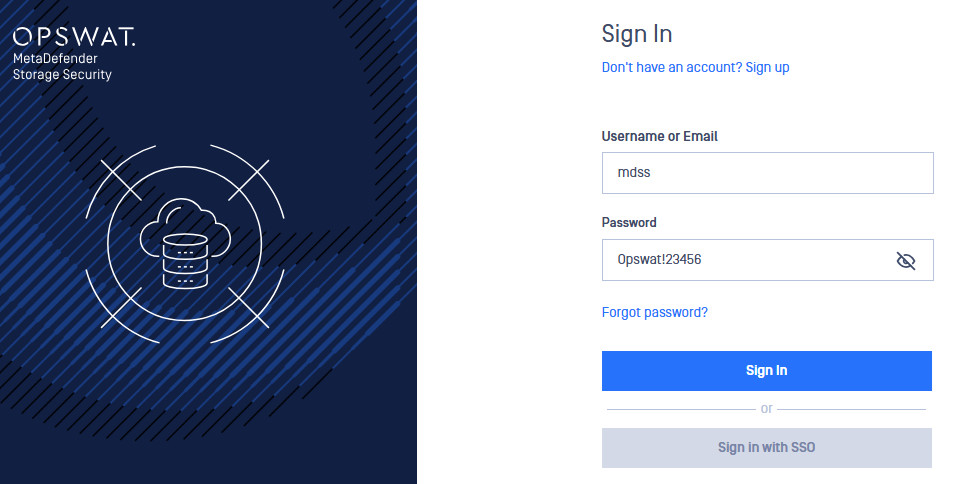 OPSWAT.
MetaDefender
Storage Security
Sign In
Don't have an account? Sign up
Username or Email
mdss
Password
Opswat!23456
Forgot password?
Sign In
or
Sign in with SSO